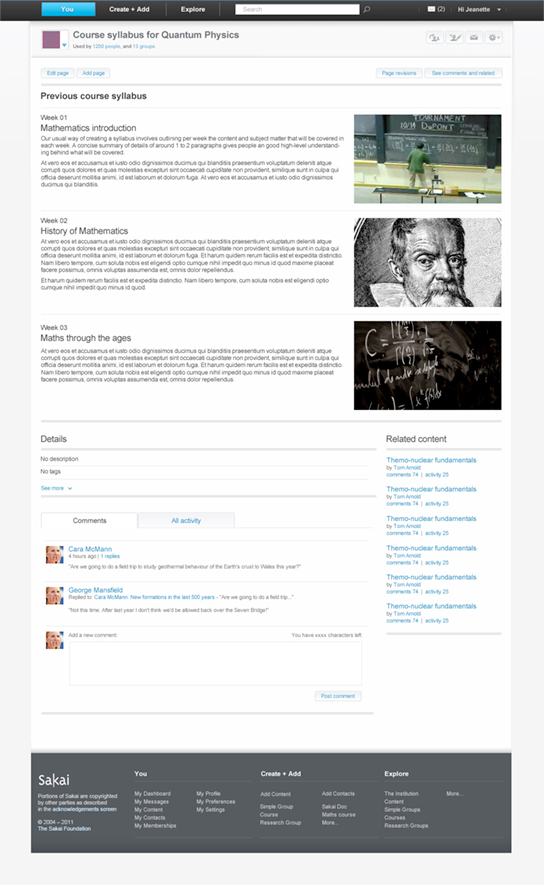 You Create + Add Explore Search (2) Hi Jeanette
Course syllabus for Quantum Physics
Used by 1250 people, and 13 groups
Edit page Add page Page revisions See comments and related
Previous course syllabus
Week 01
Mathematics introduction
Our usual way of creating a syllabus involves outlining per week the content and subject matter that will be covered in
each week. A concise summary of details of around 1 to 2 paragraphs gives people an good high-level understand-
ing behind what will be covered.
At vero eos et accusamus et iusto odio dignissimos ducimus qui blanditiis praesentium voluptatum deleniti atque
corrupti quos dolores et quas molestias excepturi sint occaecati cupiditate non provident, similique sunt in culpa qui
officia deserunt mollitia animi, id est laborum et dolorum fuga. At vero eos et accusamus et iusto odio dignissimos
ducimus qui blanditiis.
TOURNAMENT
DuPONT
Week 02
History of Mathematics
At vero eos et accusamus et iusto odio dignissimos ducimus qui blanditiis praesentium voluptatum deleniti atque
corrupti quos dolores et quas molestias excepturi sint occaecati cupiditate non provident, similique sunt in culpa qui
officia deserunt mollitia animi, id est laborum et dolorum fuga. Et harum quidem rerum facilis est et expedita distinctio.
Nam libero tempore, cum soluta nobis est eligendi optio cumque nihil impedit quo minus id quod maxime placeat
facere possimus, omnis voluptas assumenda est, omnis dolor repellendus.
Et harum quidem rerum facilis est et expedita distinctio. Nam libero tempore, cum soluta nobis est eligendi optio
cumque nihil impedit quo minus id quod.
Week 03
Maths through the ages
At vero eos et accusamus et iusto odio dignissimos ducimus qui blanditiis praesentium voluptatum deleniti atque
corrupti quos dolores et quas molestias excepturi sint occaecati cupiditate non provident, similique sunt in culpa qui
officia deserunt mollitia animi, id est laborum et dolorum fuga. Et harum quidem rerum facilis est et expedita distinctio.
Nam libero tempore, cum soluta nobis est eligendi optio cumque nihil impedit quo minus id quod maxime placeat
facere possimus, omnis voluptas assumenda est, omnis dolor repellendus.
Details
No description
No tags
See more
Related content
Themo-nuclear fundamentals
by Tom Arnold
comments 74 | activity 25
Themo-nuclear fundamentals
by Tom Arnold
comments 74 | activity 25
Themo-nuclear fundamentals
by Tom Arnold
comments 74 | activity 25
Themo-nuclear fundamentals
by Tom Arnold
comments 74 | activity 25
Themo-nuclear fundamentals
by Tom Arnold
comments 74 | activity 25
Themo-nuclear fundamentals
by Tom Arnold
comments 74 | activity 25
Comments All activity
Cara McMann
4 hours ago | 1 replies
"Are we going to do a field trip to study geothermal behaviour of the Earth's crust to Wales this year?"
George Mansfield
Replied to: Cara McMann: New formations in the last 500 years - "Are we going to do a field trip..."
"Not this time. After last year I don't think we'd be allowed back over the Seven Bridge!"
Add a new comment: You have xxxx characters left
Post comment
Sakai
Portions of Sakai are copyrighted
by other parties as described
in the acknowledgements screen
© 2004 – 2011
The Sakai Foundation
You
My Dashboard My Profile
My Messages My Preferences
My Content My Settings
My Contacts
My Memberships
Create + Add
Add Content Add Contacts
Simple Group Sakai Doc
Course Maths course
Research Group More...
Explore
The Institution More...
Content
Simple Groups
Courses
Research Groups